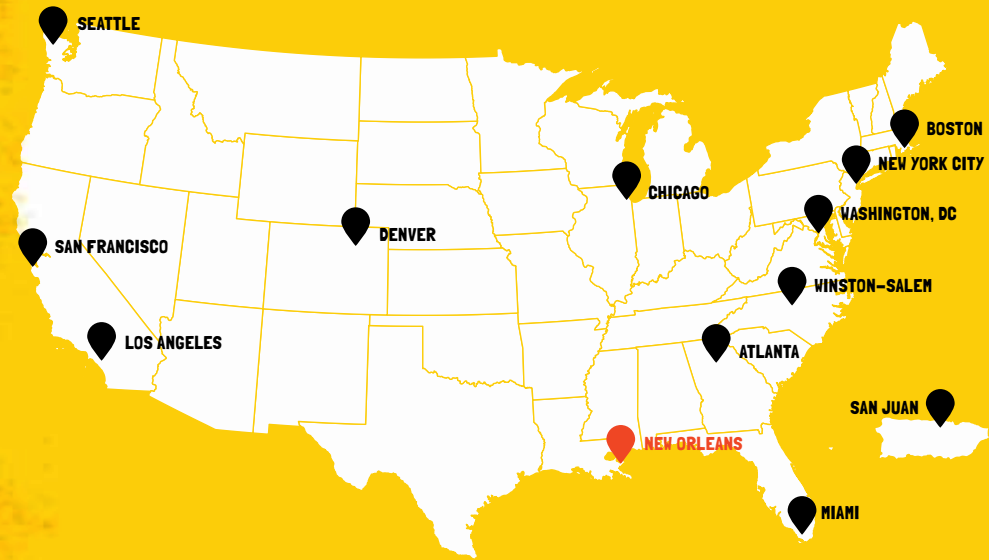 SEATTLE
BOSTON
NEW YORK CITY
CHICAGO
WASHINGTON, DC
DENVER
SAN FRANCISCO
WINSTON–SALEM
LOS ANGELES
ATLANTA
SAN JUAN
NEW ORLEANS
MIAMI